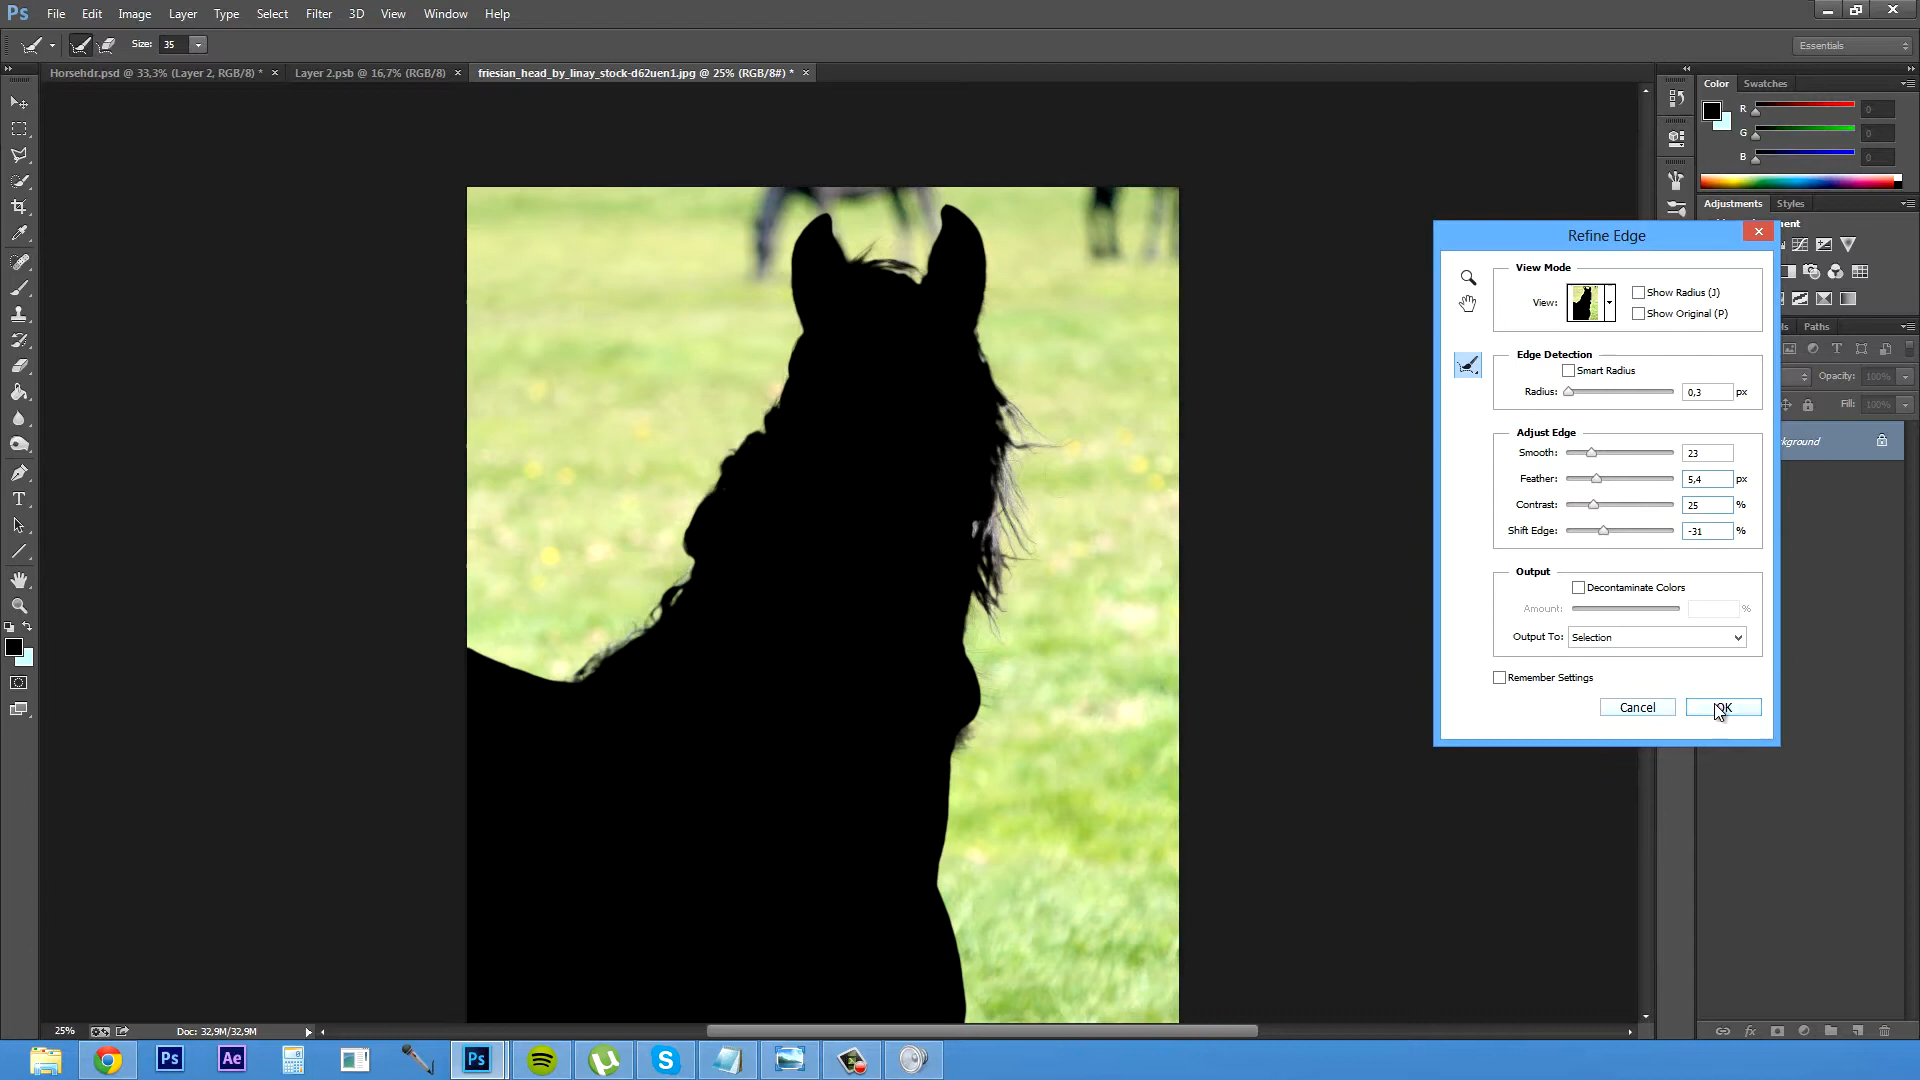 Ps File Edit Image Layer Type Select Filter 3D View Window Help
Size: 35 Essentials
Horsehdr.psd @ 33,3% (Layer 2, RGB/8) * × Layer 2.psb @ 16,7% (RGB/8) × friesian_head_by_linay_stock-d62uen1.jpg @ 25% (RGB/8#) * ×
Color Swatches
R 0
G 0
B 0
Adjustments Styles
Refine Edge
View Mode
View: Show Radius (J)
Show Original (P)
Paths
Edge Detection
Smart Radius
Radius: 0,3 px
Opacity: 100%
Fill: 100%
Adjust Edge
Smooth: 23
Feather: 5,4 px
Contrast: 25 %
Shift Edge: -31 %
Output
Decontaminate Colors
Amount: %
Output To: Selection
Remember Settings
Cancel OK
25% Doc: 32,9M/32,9M
Ps Ae Ps